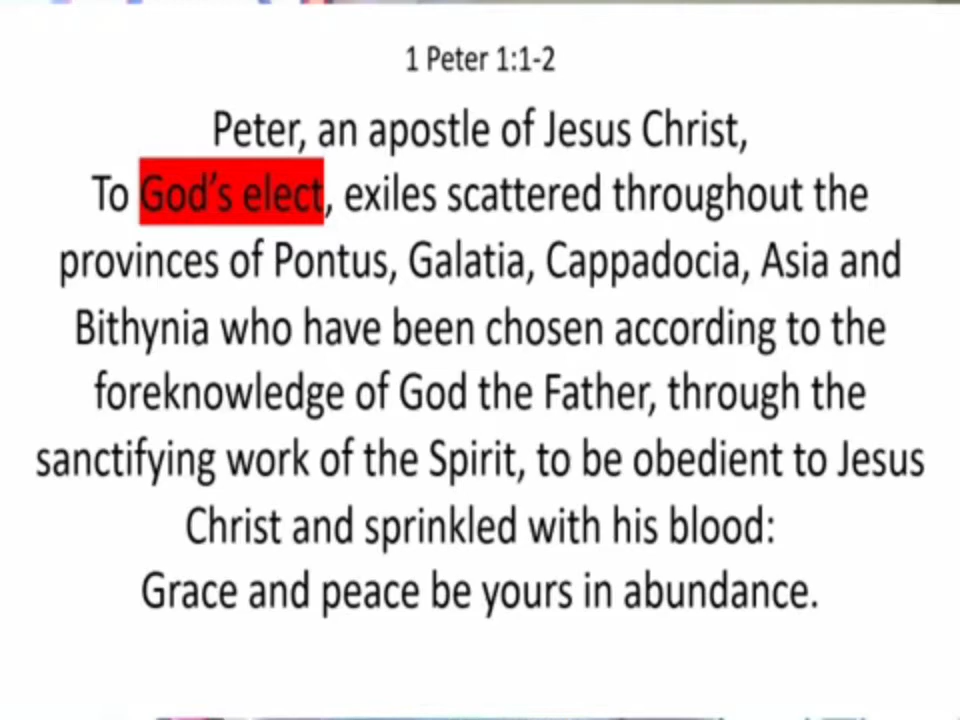 1 Peter 1:1-2
Peter, an apostle of Jesus Christ,
To God’s elect, exiles scattered throughout the
provinces of Pontus, Galatia, Cappadocia, Asia and
Bithynia who have been chosen according to the
foreknowledge of God the Father, through the
sanctifying work of the Spirit, to be obedient to Jesus
Christ and sprinkled with his blood:
Grace and peace be yours in abundance.